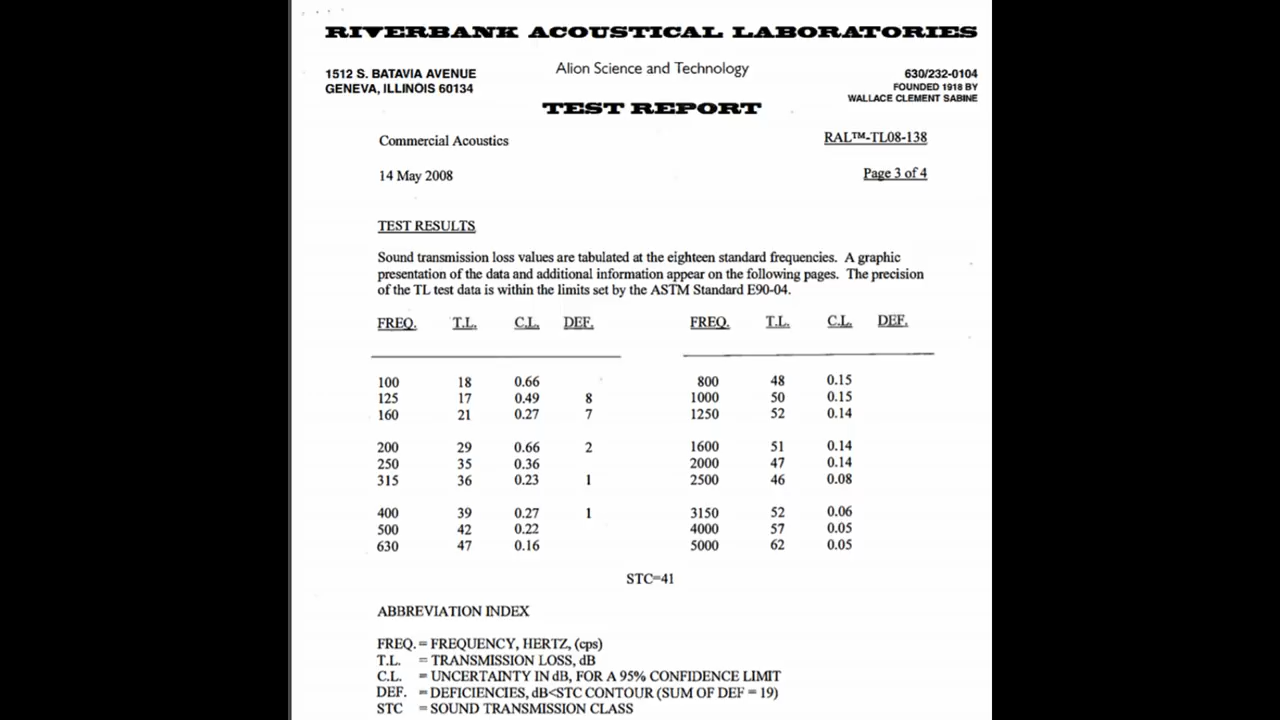 RIVERBANK ACOUSTICAL LABORATORIES
1512 S. BATAVIA AVENUE
GENEVA, ILLINOIS 60134
Alion Science and Technology
630/232-0104
FOUNDED 1918 BY
WALLACE CLEMENT SABINE
TEST REPORT
Commercial Acoustics
RAL™-TL08-138
14 May 2008
Page 3 of 4
TEST RESULTS
Sound transmission loss values are tabulated at the eighteen standard frequencies. A graphic
presentation of the data and additional information appear on the following pages. The precision
of the TL test data is within the limits set by the ASTM Standard E90-04.
FREQ. T.L. C.L. DEF. FREQ. T.L. C.L. DEF.
100 18 0.66 800 48 0.15
125 17 0.49 8 1000 50 0.15
160 21 0.27 7 1250 52 0.14
200 29 0.66 2 1600 51 0.14
250 35 0.36 2000 47 0.14
315 36 0.23 1 2500 46 0.08
400 39 0.27 1 3150 52 0.06
500 42 0.22 4000 57 0.05
630 47 0.16 5000 62 0.05
STC=41
ABBREVIATION INDEX
FREQ. = FREQUENCY, HERTZ, (cps)
T.L. = TRANSMISSION LOSS, dB
C.L. = UNCERTAINTY IN dB, FOR A 95% CONFIDENCE LIMIT
DEF. = DEFICIENCIES, dB<STC CONTOUR (SUM OF DEF = 19)
STC = SOUND TRANSMISSION CLASS